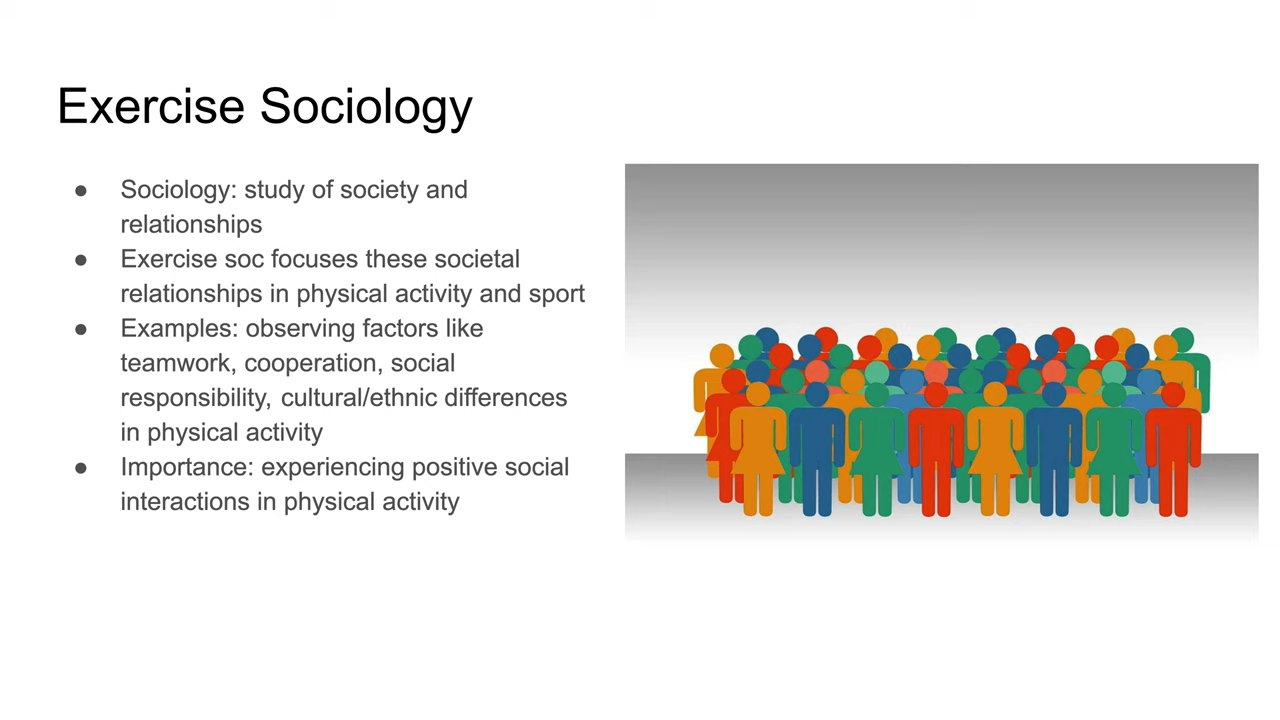 Exercise Sociology
● Sociology: study of society and
relationships
● Exercise soc focuses these societal
relationships in physical activity and sport
● Examples: observing factors like
teamwork, cooperation, social
responsibility, cultural/ethnic differences
in physical activity
● Importance: experiencing positive social
interactions in physical activity